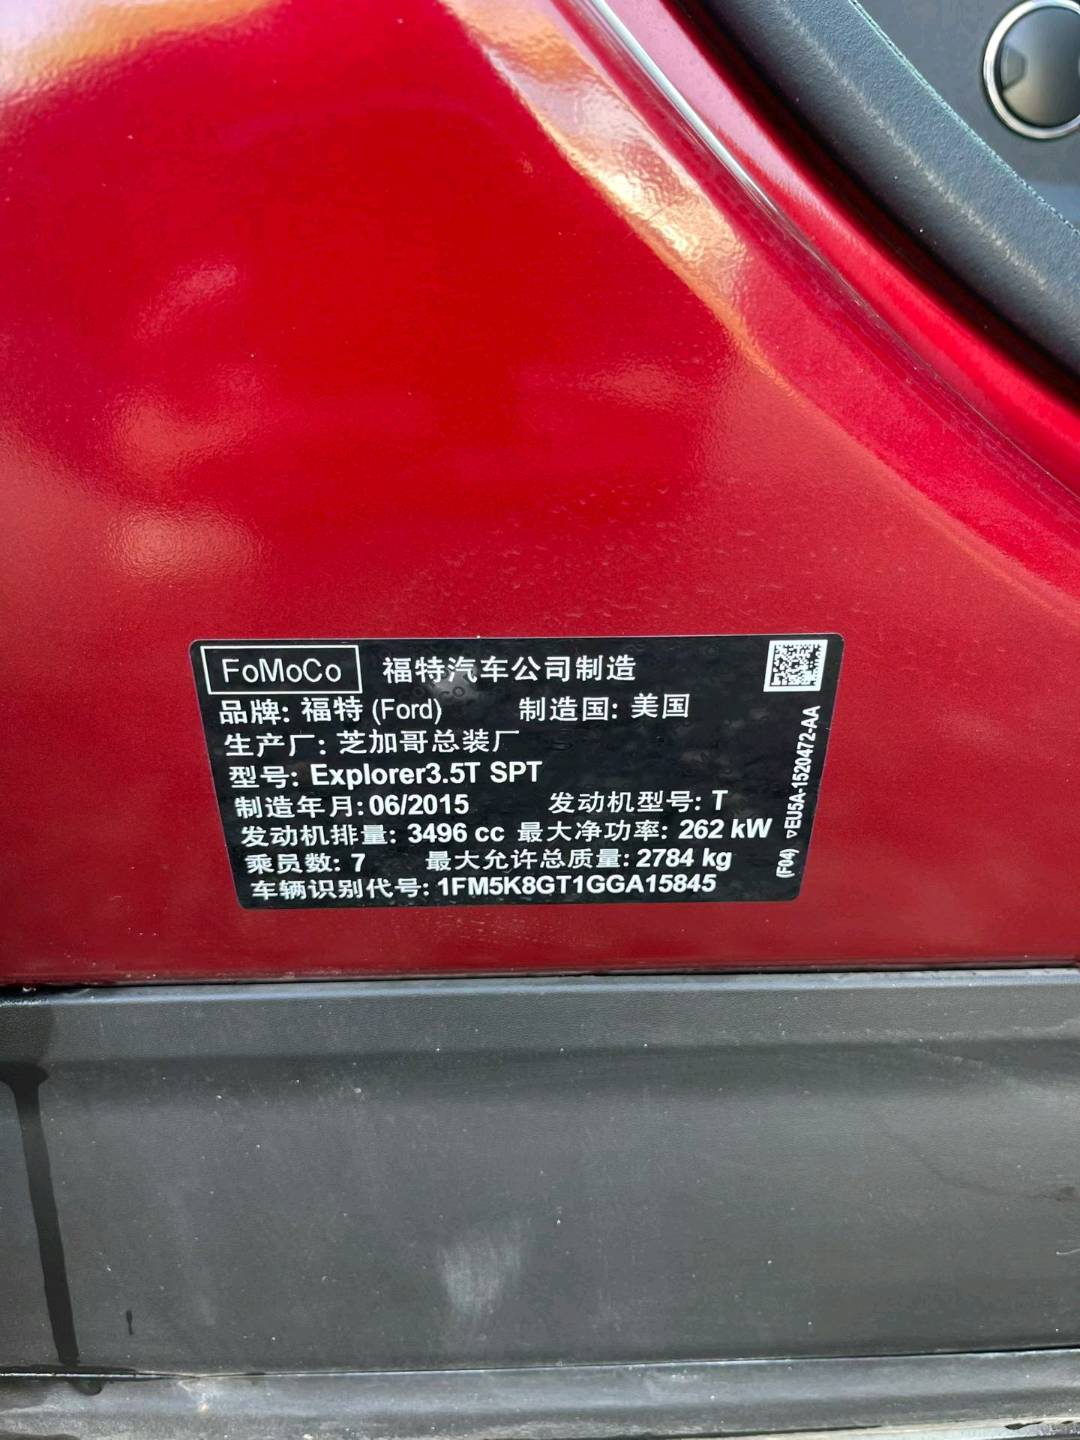 FoMoCo 福特汽车公司制造
品牌: 福特 (Ford) 制造国: 美国
生产厂: 芝加哥总装厂
型号: Explorer3.5T SPT
制造年月: 06/2015 发动机型号: T
发动机排量: 3496 cc 最大净功率: 262 kW
乘员数: 7 最大允许总质量: 2784 kg
车辆识别代号: 1FM5K8GT1GGA15845
(F04) ▽EU5A-1520472-AA